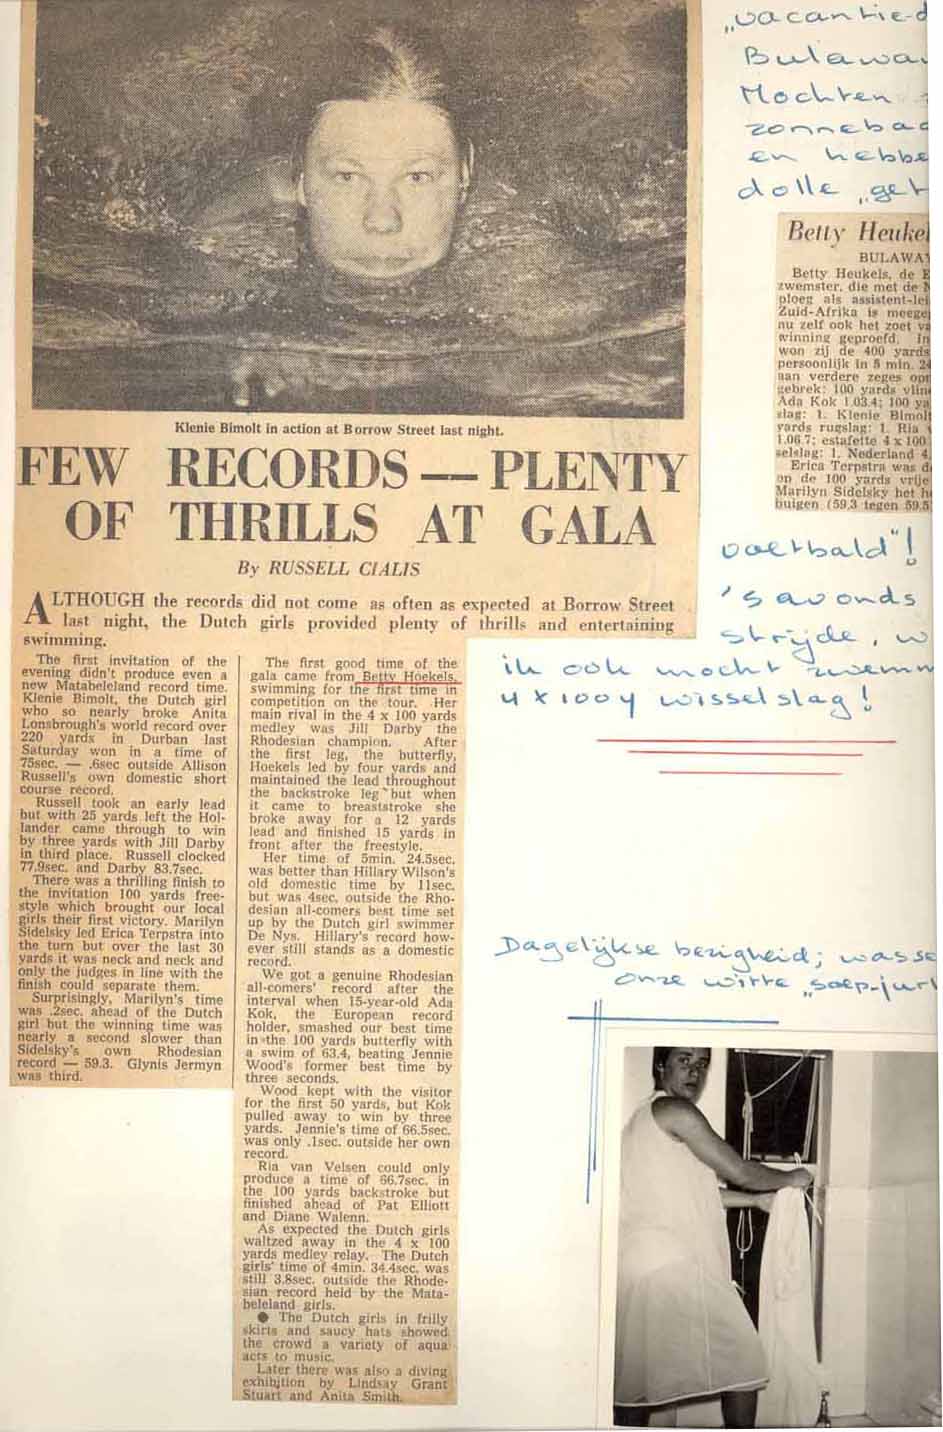 Klenie Bimolt in action at Borrow Street last night.
FEW RECORDS — PLENTY
OF THRILLS AT GALA
By RUSSELL CIALIS
ALTHOUGH the records did not come as often as expected at Borrow Street
last night, the Dutch girls provided plenty of thrills and entertaining
swimming.
The first invitation of the
evening didn't produce even a
new Matabeleland record time.
Klenie Bimolt, the Dutch girl
who so nearly broke Anita
Lonsbrough's world record over
220 yards in Durban last
Saturday won in a time of
75sec. — .6sec outside Allison
Russell's own domestic short
course record.
Russell took an early lead
but with 25 yards left the Hol-
lander came through to win
by three yards with Jill Darby
in third place. Russell clocked
77.9sec. and Darby 83.7sec.
There was a thrilling finish to
the invitation 100 yards free-
style which brought our local
girls their first victory. Marilyn
Sidelsky led Erica Terpstra into
the turn but over the last 30
yards it was neck and neck and
only the judges in line with the
finish could separate them.
Surprisingly, Marilyn's time
was .2sec. ahead of the Dutch
girl but the winning time was
nearly a second slower than
Sidelsky's own Rhodesian
record — 59.3. Glynis Jermyn
was third.
The first good time of the
gala came from Betty Hoekels,
swimming for the first time in
competition on the tour. Her
main rival in the 4 x 100 yards
medley was Jill Darby the
Rhodesian champion. After
the first leg, the butterfly,
Hoekels led by four yards and
maintained the lead throughout
the backstroke leg but when
it came to breaststroke she
broke away for a 12 yards
lead and finished 15 yards in
front after the freestyle.
Her time of 5min. 24.5sec.
was better than Hillary Wilson's
old domestic time by 11sec.
but was 4sec. outside the Rho-
desian all-comers best time set
up by the Dutch girl swimmer
De Nys. Hillary's record how-
ever still stands as a domestic
record.
We got a genuine Rhodesian
all-comers' record after the
interval when 15-year-old Ada
Kok, the European record
holder, smashed our best time
in the 100 yards butterfly with
a swim of 63.4, beating Jennie
Wood's former best time by
three seconds.
Wood kept with the visitor
for the first 50 yards, but Kok
pulled away to win by three
yards. Jennie's time of 66.5sec.
was only .1sec. outside her own
record.
Ria van Velsen could only
produce a time of 66.7sec. in
the 100 yards backstroke but
finished ahead of Pat Elliott
and Diane Walenn.
As expected the Dutch girls
waltzed away in the 4 x 100
yards medley relay. The Dutch
girls' time of 4min. 34.4sec. was
still 3.8sec. outside the Rhode-
sian record held by the Mata-
beleland girls.
● The Dutch girls in frilly
skirts and saucy hats showed
the crowd a variety of aqua
acts to music.
Later there was also a diving
exhibition by Lindsay Grant
Stuart and Anita Smith.
„vacantie-d
Bulawa
Mochten
zonneba
en hebbe
dolle „get
Betty Heukel
BULAWAY
Betty Heukels, de E
zwemster, die met de N
ploeg als assistent-lei
Zuid-Afrika is meege
nu zelf ook het zoet va
winning geproefd. In
won zij de 400 yards
persoonlijk in 5 min. 24
aan verdere zeges op
gebrek: 100 yards vlin
Ada Kok 1.03.4; 100 ya
slag: 1. Klenie Bimolt
yards rugslag: 1. Ria v
1.06.7; estafette 4 x 100
selslag: 1. Nederland 4.
Erica Terpstra was d
op de 100 yards vrije
Marilyn Sidelsky het h
buigen (59.3 tegen 59.5
voetbald"!
's avonds
strijde, w
ik ook mocht zwemm
4 x 100 y wisselslag!
Dagelijkse bezigheid; wasse
onze witte „soep-jur